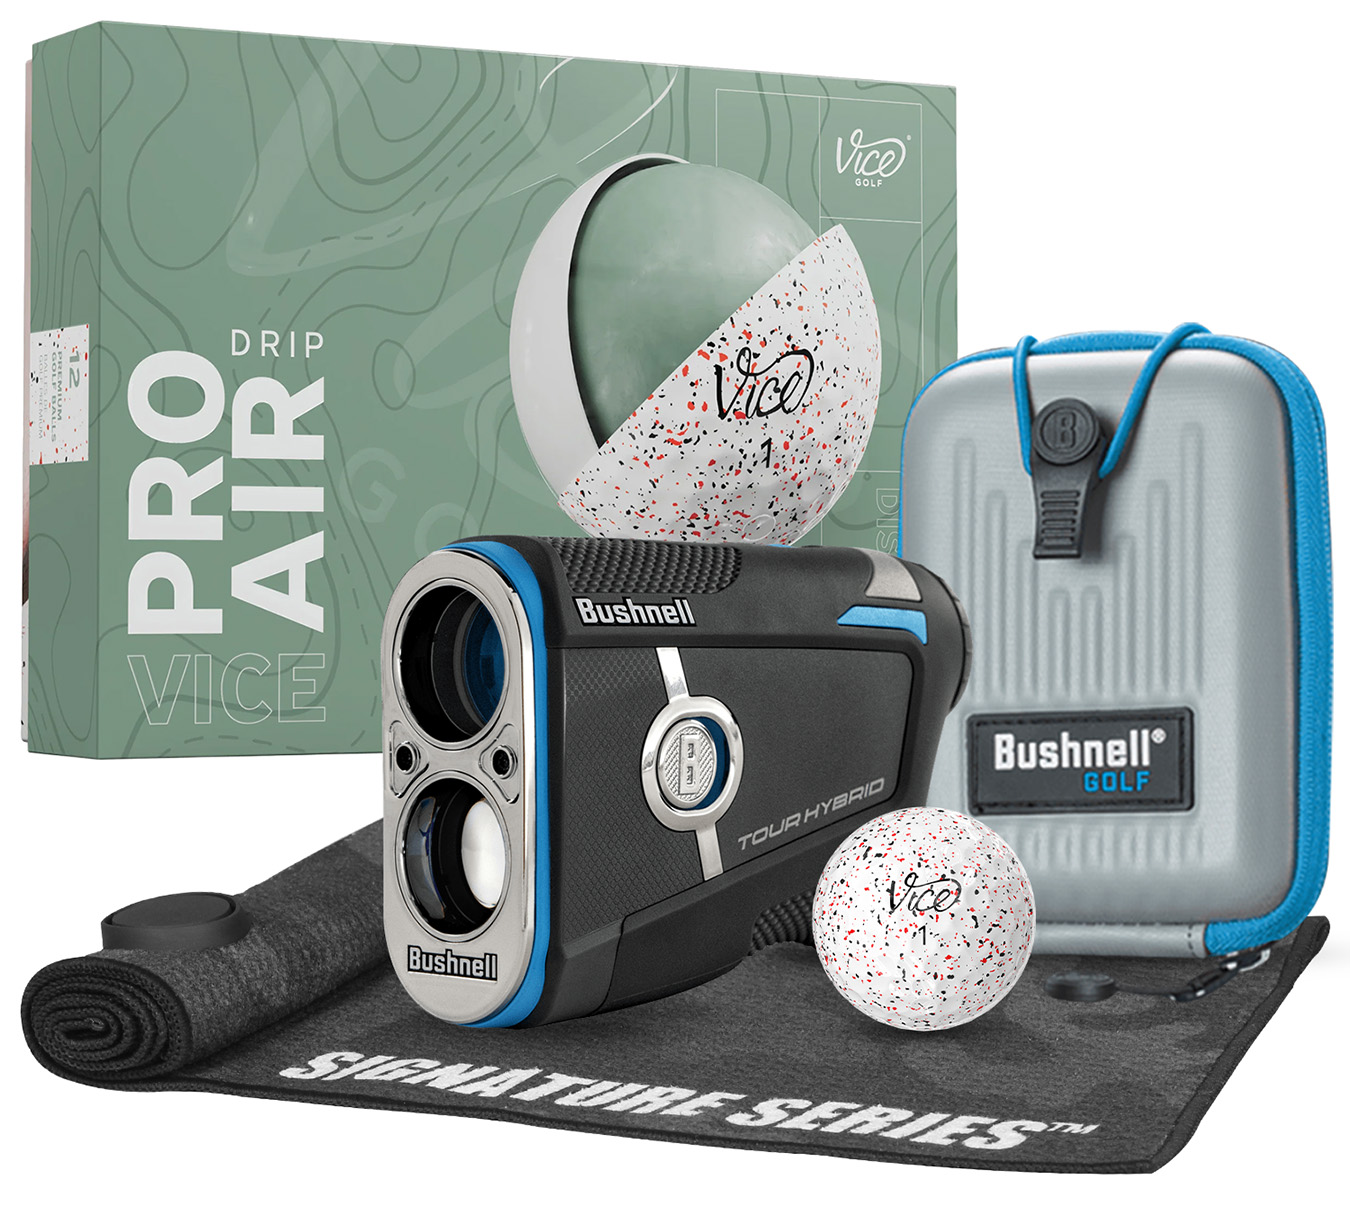 Vice
GOLF
DRIP
PRO
AIR
VICE
12
PREMIUM
GOLF BALLS
Vice
1
DIS
Bushnell
B
TOUR HYBRID
Bushnell
B
Bushnell®
GOLF
Vice
1
SIGNATURE SERIES™